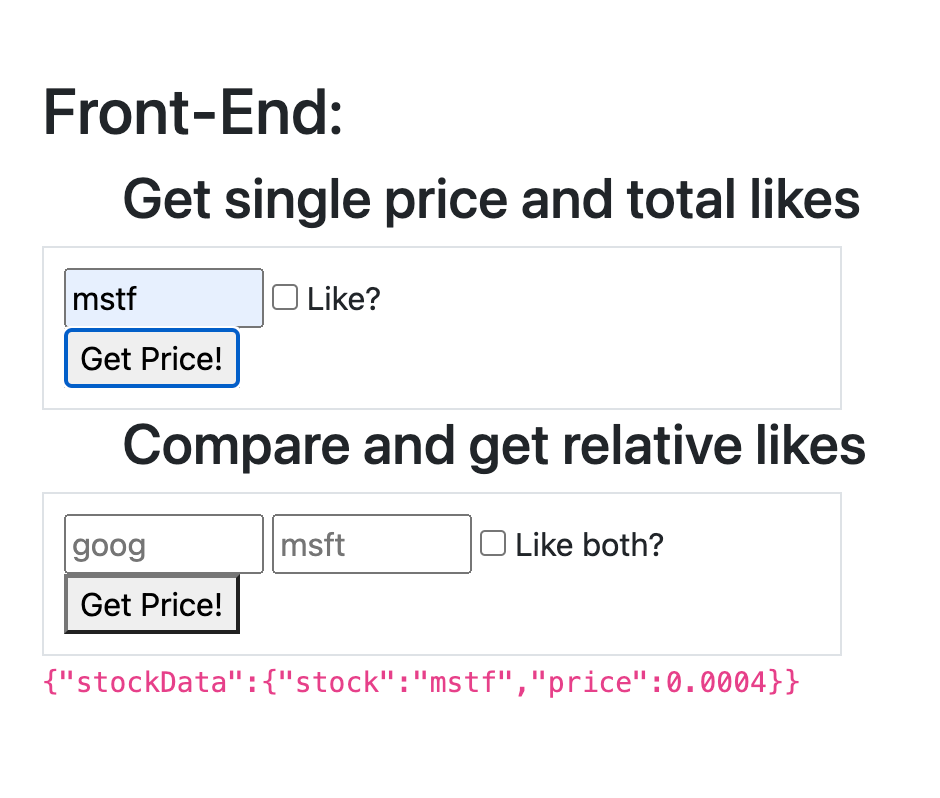 Front-End:
Get single price and total likes
mstf Like?
Get Price!
Compare and get relative likes
goog msft Like both?
Get Price!
{"stockData":{"stock":"mstf","price":0.0004}}